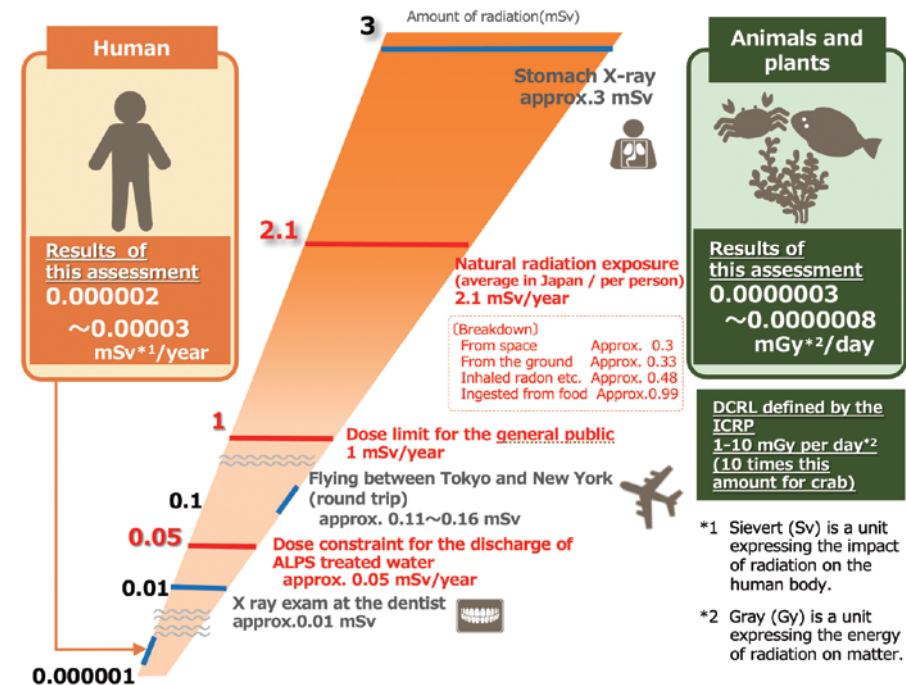 Amount of radiation(mSv)
Human
Results of
this assessment
0.000002
～0.00003
mSv*1/year
3
Stomach X-ray
approx.3 mSv
2.1
Natural radiation exposure
(average in Japan / per person)
2.1 mSv/year
〔Breakdown〕
From space Approx. 0.3
From the ground Approx. 0.33
Inhaled radon etc. Approx. 0.48
Ingested from food Approx.0.99
1
Dose limit for the general public
1 mSv/year
Flying between Tokyo and New York
(round trip)
approx. 0.11～0.16 mSv
0.1
0.05
Dose constraint for the discharge of
ALPS treated water
approx. 0.05 mSv/year
0.01
X ray exam at the dentist
approx.0.01 mSv
0.000001
Animals and
plants
Results of
this assessment
0.0000003
～0.0000008
mGy*2/day
DCRL defined by the
ICRP
1-10 mGy per day*2
(10 times this
amount for crab)
*1 Sievert (Sv) is a unit
expressing the impact
of radiation on the
human body.
*2 Gray (Gy) is a unit
expressing the energy
of radiation on matter.